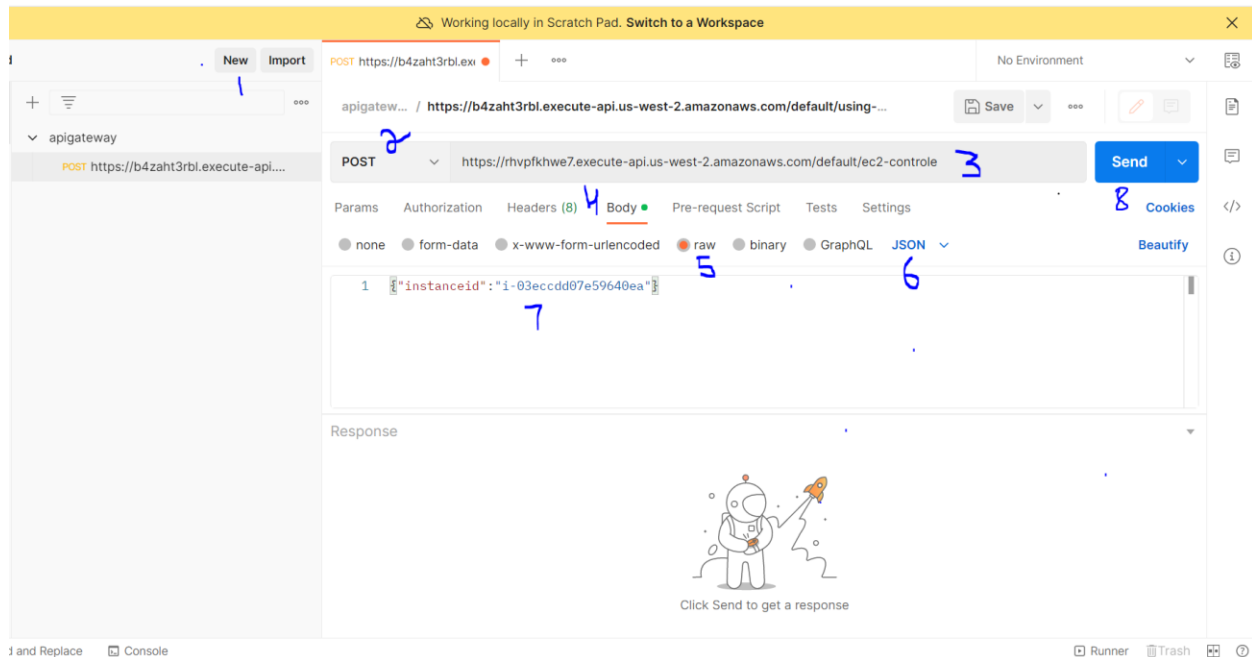 Working locally in Scratch Pad. Switch to a Workspace
New Import
POST https://b4zaht3rbl.exe
No Environment
1
apigatew... / https://b4zaht3rbl.execute-api.us-west-2.amazonaws.com/default/using-...
Save
apigateway
2
POST https://b4zaht3rbl.execute-api....
POST https://rhvpfkhwe7.execute-api.us-west-2.amazonaws.com/default/ec2-controle 3 Send
4 8
Params Authorization Headers (8) Body Pre-request Script Tests Settings Cookies
none form-data x-www-form-urlencoded raw binary GraphQL JSON Beautify
5 6
1 {"instanceid":"i-03eccdd07e59640ea"}
7
Response
Click Send to get a response
d and Replace Console Runner Trash